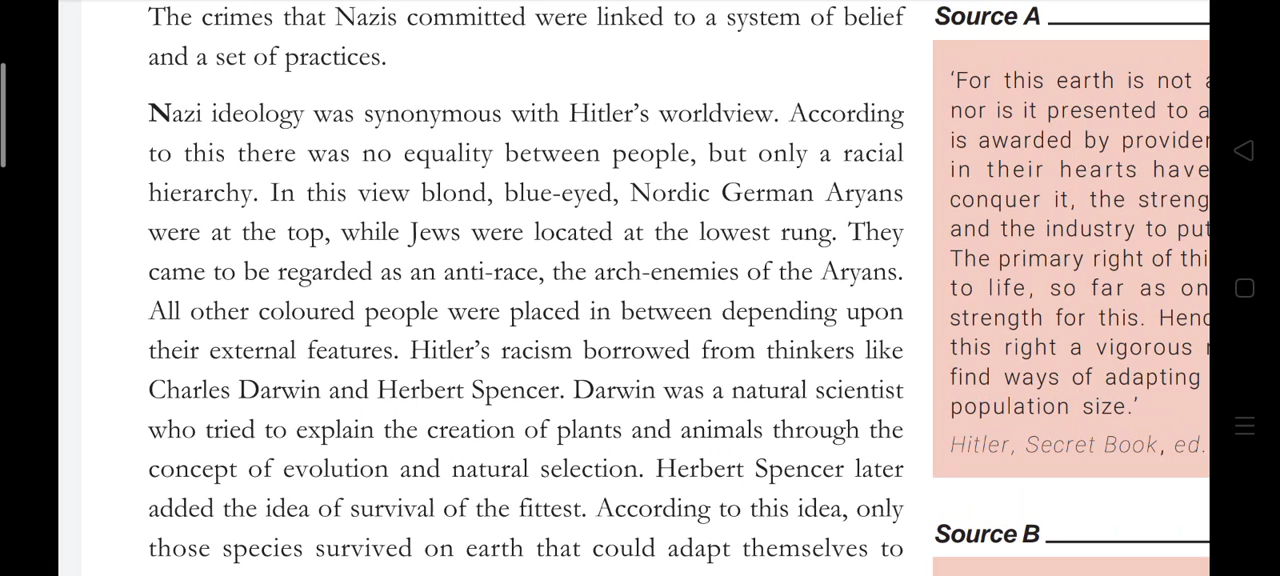 The crimes that Nazis committed were linked to a system of belief
and a set of practices.
Nazi ideology was synonymous with Hitler's worldview. According
to this there was no equality between people, but only a racial
hierarchy. In this view blond, blue-eyed, Nordic German Aryans
were at the top, while Jews were located at the lowest rung. They
came to be regarded as an anti-race, the arch-enemies of the Aryans.
All other coloured people were placed in between depending upon
their external features. Hitler's racism borrowed from thinkers like
Charles Darwin and Herbert Spencer. Darwin was a natural scientist
who tried to explain the creation of plants and animals through the
concept of evolution and natural selection. Herbert Spencer later
added the idea of survival of the fittest. According to this idea, only
those species survived on earth that could adapt themselves to
Source A
‘For this earth is not
nor is it presented to a
is awarded by
in their hearts have
conquer it, the
and the industry to put
The primary right of
to life, so far as on
strength for this.
this right a vigorous
find ways of adapting
population size.’
Hitler, Secret Book, ed.
Source B